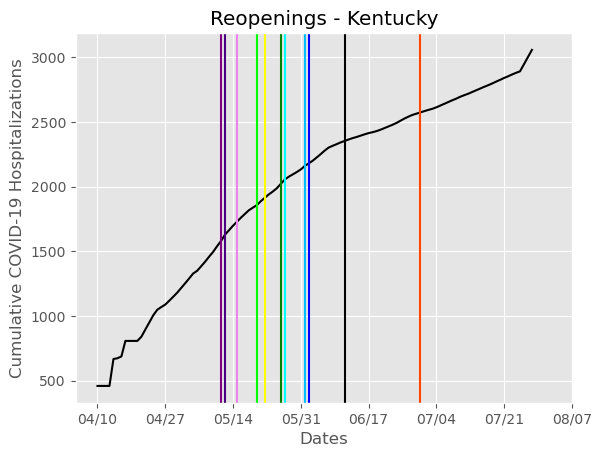 Reopenings - Kentucky
Cumulative COVID-19 Hospitalizations
3000
2500
2000
1500
1000
500
04/10 04/27 05/14 05/31 06/17 07/04 07/21 08/07
Dates